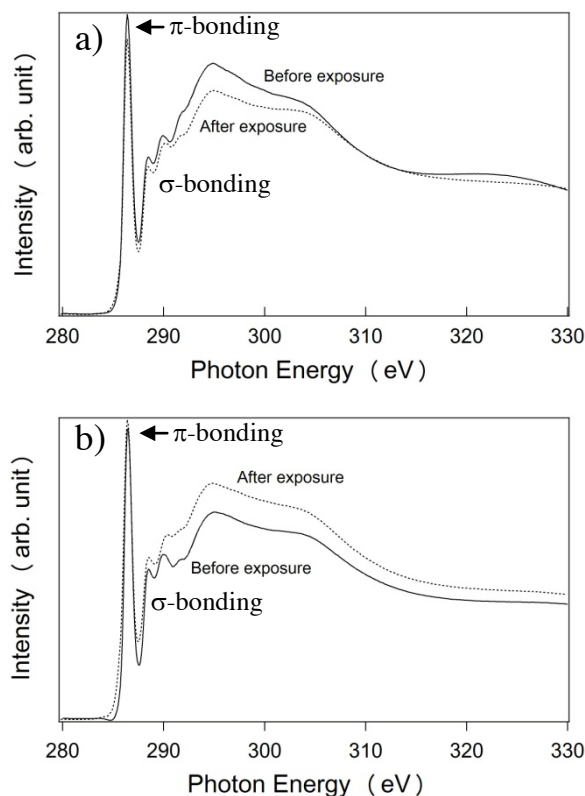 a)
π-bonding
Before exposure
After exposure
σ-bonding
Intensity ( arb. unit )
280 290 300 310 320 330
Photon Energy ( eV )
b)
π-bonding
After exposure
Before exposure
σ-bonding
Intensity ( arb. unit )
280 290 300 310 320 330
Photon Energy ( eV )